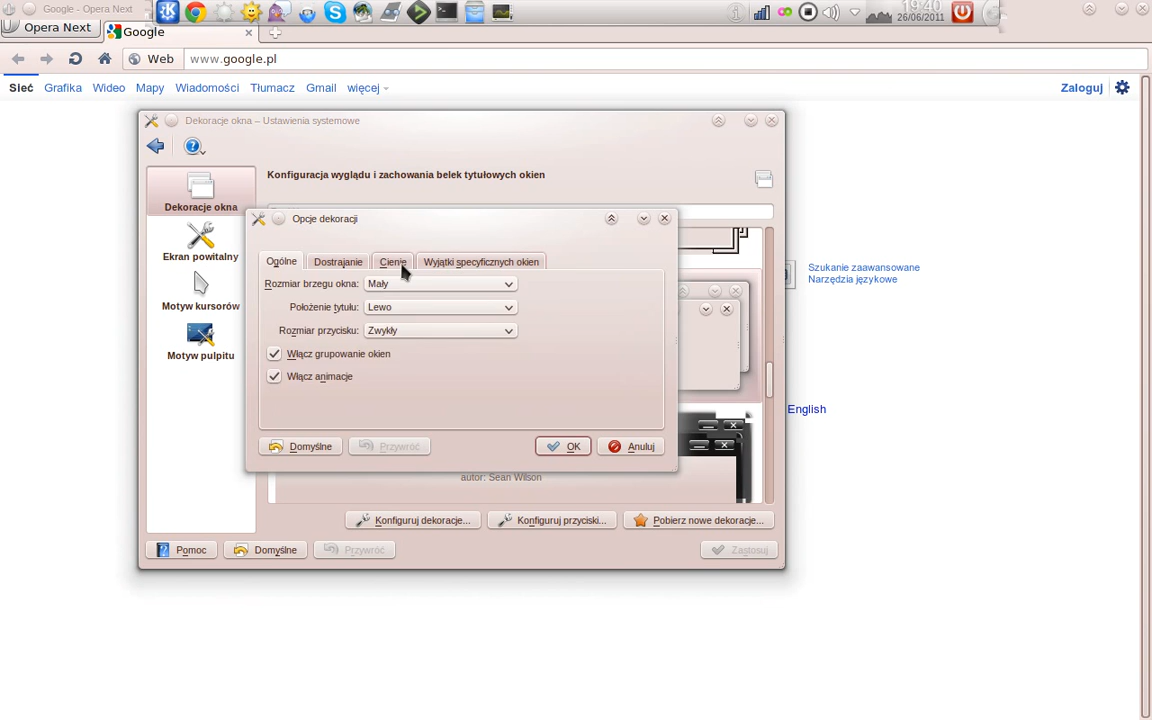 Google - Opera Next
19:40
26/06/2011
Opera Next
Google
Web
www.google.pl
Sieć Grafika Wideo Mapy Wiadomości Tłumacz Gmail więcej
Zaloguj
Dekoracje okna – Ustawienia systemowe
Konfiguracja wyglądu i zachowania belek tytułowych okien
Dekoracje okna
Ekran powitalny
Motyw kursorów
Motyw pulpitu
Opcje dekoracji
Ogólne Dostrajanie Cienie Wyjątki specyficznych okien
Rozmiar brzegu okna: Mały
Położenie tytułu: Lewo
Rozmiar przycisku: Zwykły
Włącz grupowanie okien
Włącz animacje
Domyślne Przywróć OK Anuluj
autor: Sean Wilson
Konfiguruj dekoracje... Konfiguruj przyciski... Pobierz nowe dekoracje...
Pomoc Domyślne Przywróć Zastosuj
Szukanie zaawansowane
Narzędzia językowe
English